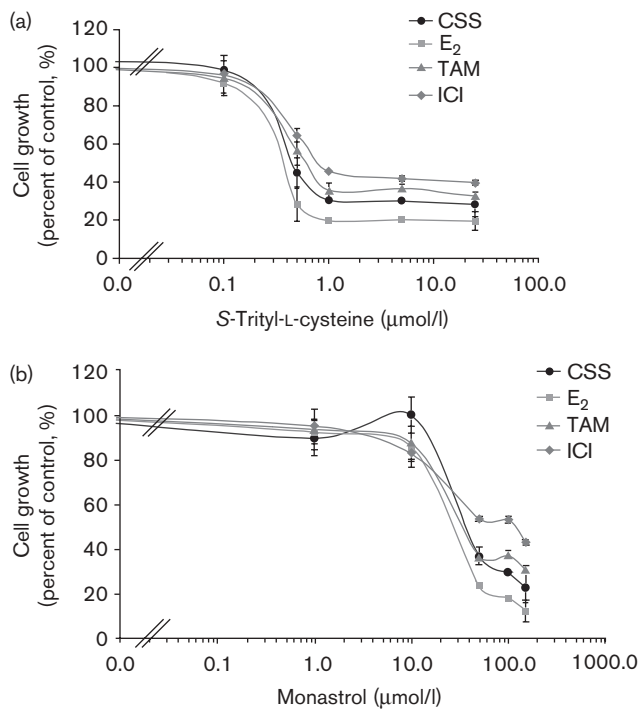 (a)
120
100
80
60
40
20
0
Cell growth
(percent of control, %)
CSS
E₂
TAM
ICI
0.0 0.1 1.0 10.0 100.0
S-Trityl-L-cysteine (μmol/l)
(b)
120
100
80
60
40
20
0
Cell growth
(percent of control, %)
CSS
E₂
TAM
ICI
0.0 0.1 1.0 10.0 100.0 1000.0
Monastrol (μmol/l)